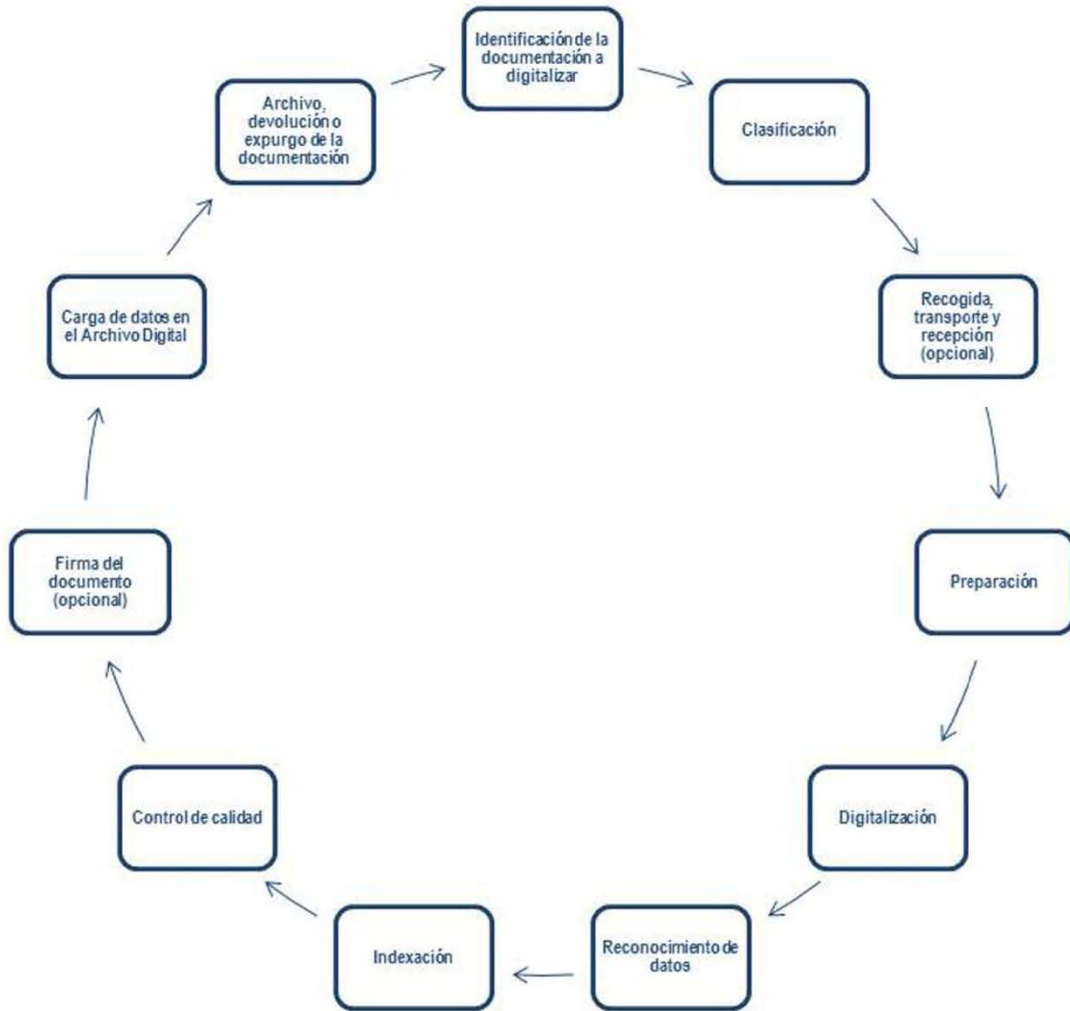 Identificación de la
documentación a
digitalizar
Clasificación
Recogida,
transporte y
recepción
(opcional)
Preparación
Digitalización
Reconocimiento de
datos
Indexación
Control de calidad
Firma del
documento
(opcional)
Carga de datos en
el Archivo Digital
Archivo,
devolución o
expurgo de la
documentación